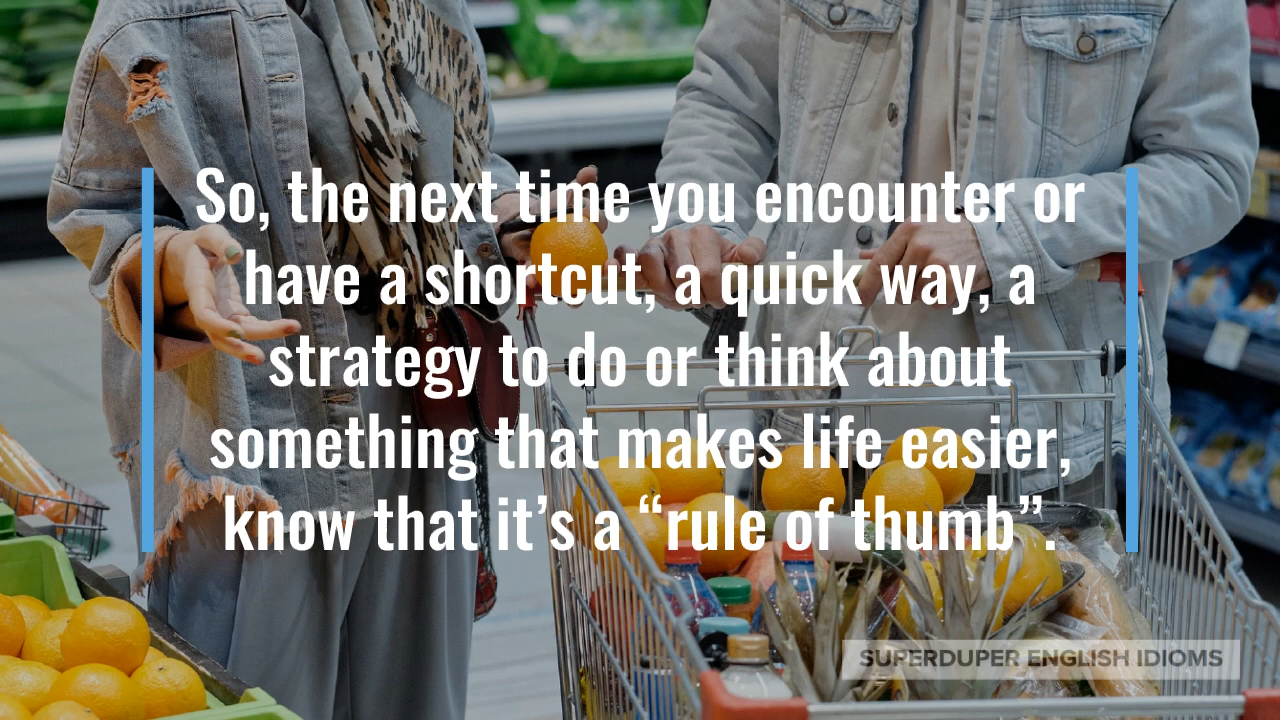 So, the next time you encounter or
have a shortcut, a quick way, a
strategy to do or think about
something that makes life easier,
know that it’s a “rule of thumb”.
SUPERDUPER ENGLISH IDIOMS